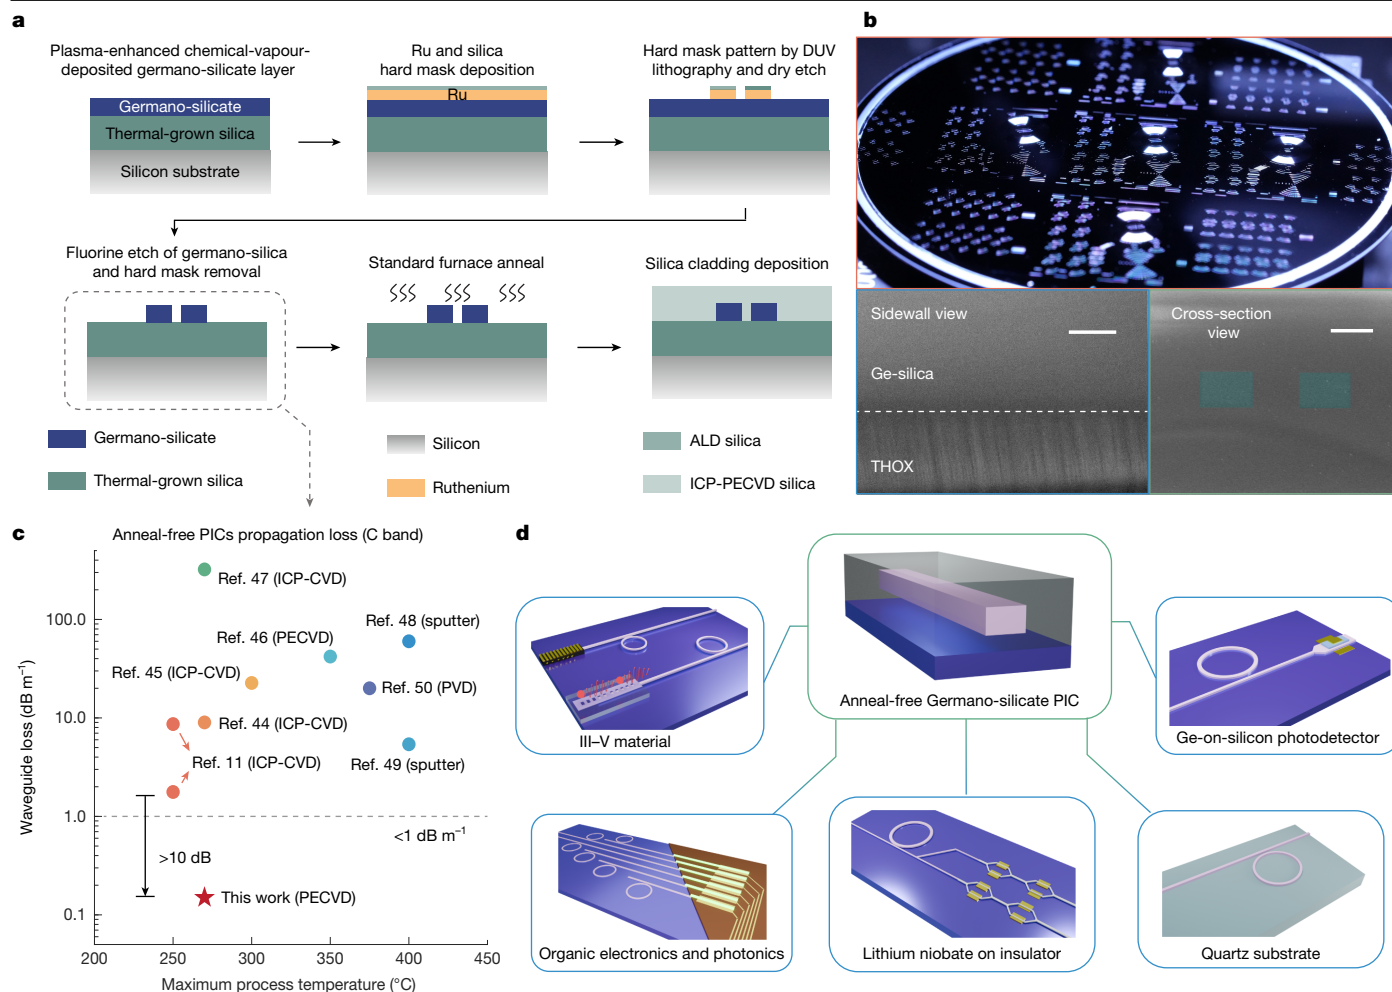 a
Plasma-enhanced chemical-vapour-
deposited germano-silicate layer
Germano-silicate
Thermal-grown silica
Silicon substrate
Ru and silica
hard mask deposition
Ru
Hard mask pattern by DUV
lithography and dry etch
Fluorine etch of germano-silica
and hard mask removal
Standard furnace anneal
Silica cladding deposition
Germano-silicate
Thermal-grown silica
Silicon
Ruthenium
ALD silica
ICP-PECVD silica
b
Sidewall view
Ge-silica
THOX
Cross-section
view
c
Anneal-free PICs propagation loss (C band)
Waveguide loss (dB m⁻¹)
100.0
10.0
1.0
0.1
Ref. 47 (ICP-CVD)
Ref. 48 (sputter)
Ref. 46 (PECVD)
Ref. 45 (ICP-CVD)
Ref. 50 (PVD)
Ref. 44 (ICP-CVD)
Ref. 11 (ICP-CVD)
Ref. 49 (sputter)
<1 dB m⁻¹
>10 dB
This work (PECVD)
200
250
300
350
400
450
Maximum process temperature (°C)
d
Anneal-free Germano-silicate PIC
III–V material
Ge-on-silicon photodetector
Organic electronics and photonics
Lithium niobate on insulator
Quartz substrate